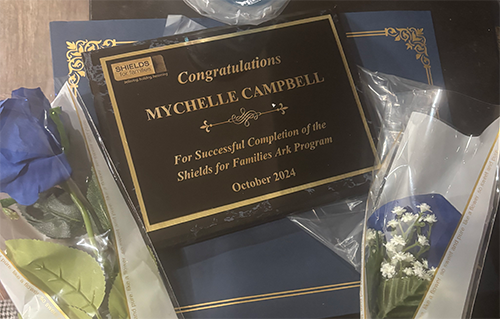 SHIELDS
for families
Congratulations
MYCHELLE CAMPBELL
For Successful Completion of the
Shields for Families Ark Program
October 2024